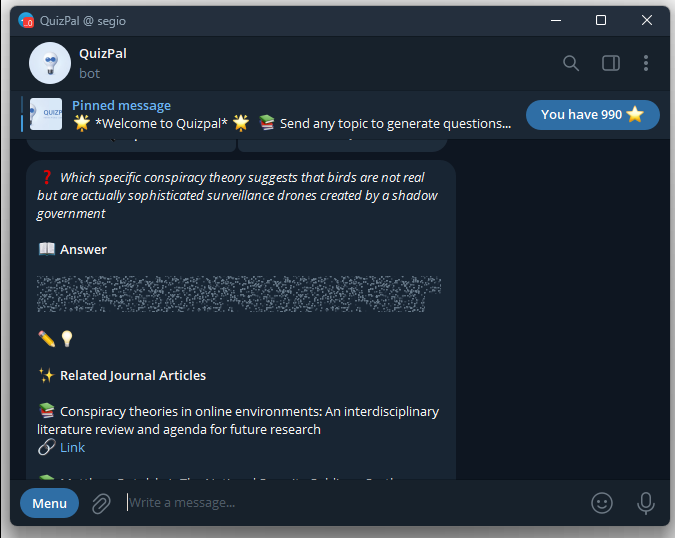 QuizPal @ segio
QuizPal
bot
QUIZP
Pinned message
🌟 *Welcome to Quizpal* 🌟 📚 Send any topic to generate questions...
You have 990 ⭐
❓ Which specific conspiracy theory suggests that birds are not real
but are actually sophisticated surveillance drones created by a shadow
government
📖 Answer
✏️ 💡
✨ Related Journal Articles
📚 Conspiracy theories in online environments: An interdisciplinary
literature review and agenda for future research
🔗 Link
Menu
Write a message...